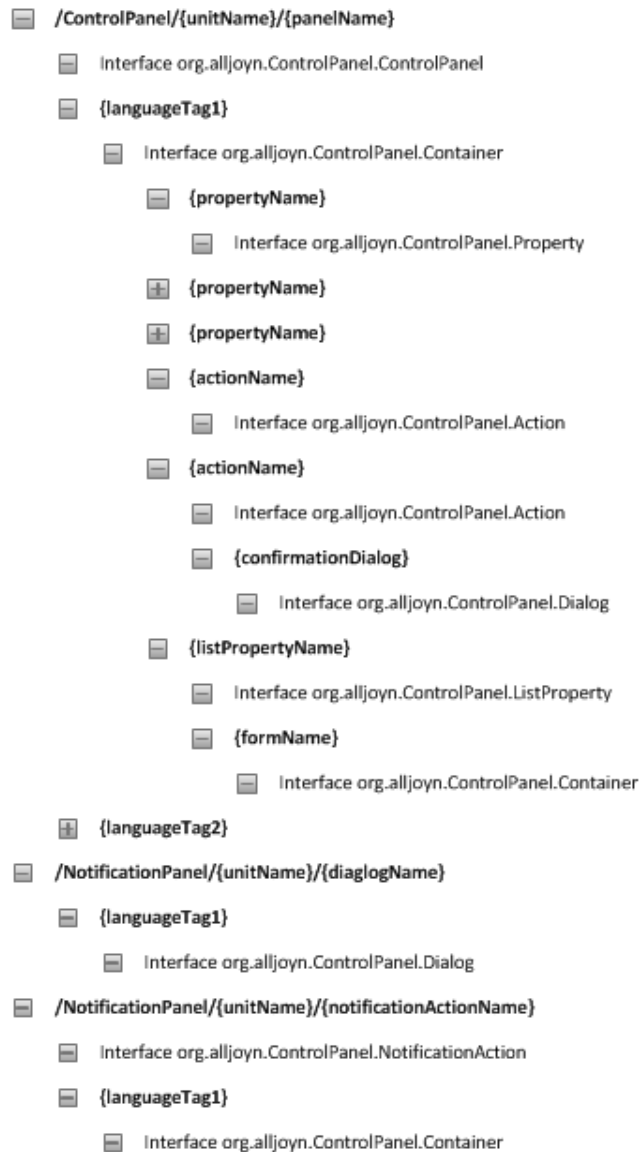 /ControlPanel/{unitName}/{panelName}
Interface org.alljoyn.ControlPanel.ControlPanel
{languageTag1}
Interface org.alljoyn.ControlPanel.Container
{propertyName}
Interface org.alljoyn.ControlPanel.Property
{propertyName}
{propertyName}
{actionName}
Interface org.alljoyn.ControlPanel.Action
{actionName}
Interface org.alljoyn.ControlPanel.Action
{confirmationDialog}
Interface org.alljoyn.ControlPanel.Dialog
{listPropertyName}
Interface org.alljoyn.ControlPanel.ListProperty
{formName}
Interface org.alljoyn.ControlPanel.Container
{languageTag2}
/NotificationPanel/{unitName}/{diaglogName}
{languageTag1}
Interface org.alljoyn.ControlPanel.Dialog
/NotificationPanel/{unitName}/{notificationActionName}
Interface org.alljoyn.ControlPanel.NotificationAction
{languageTag1}
Interface org.alljoyn.ControlPanel.Container